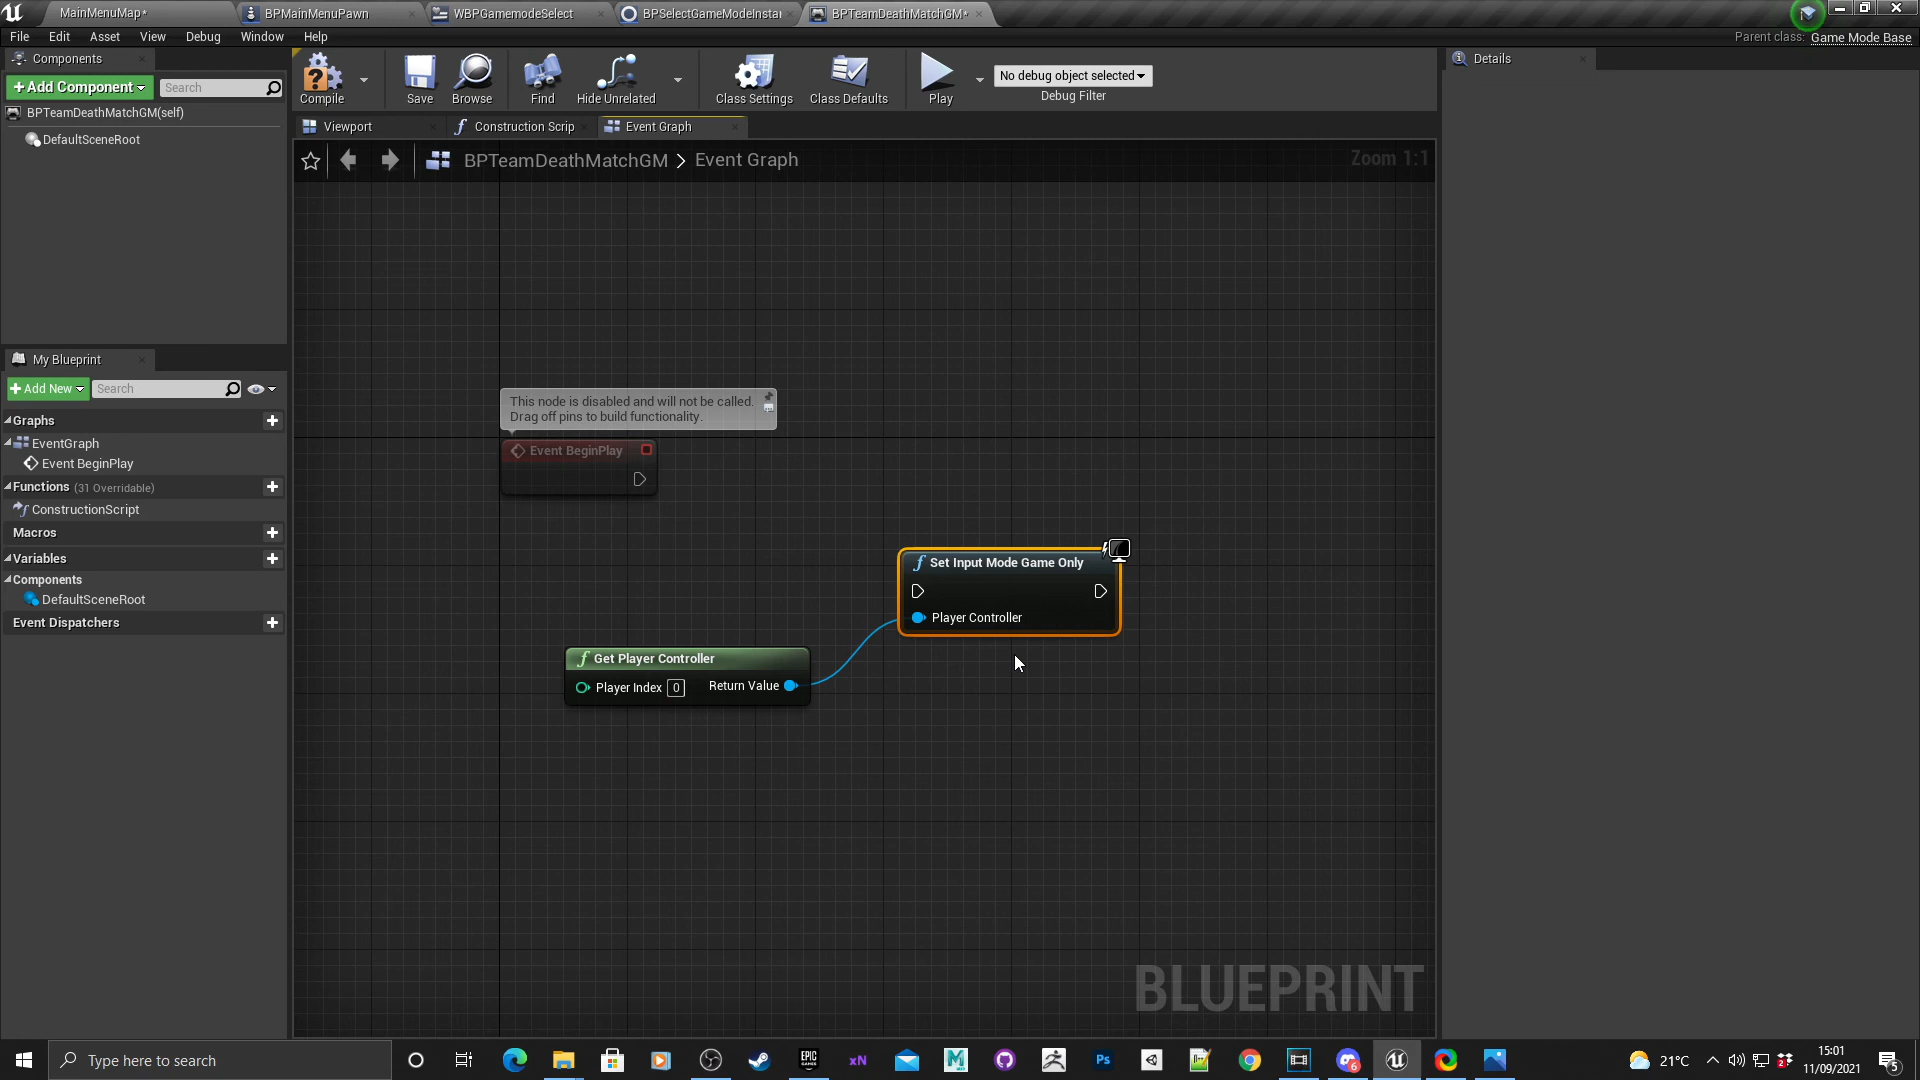 MainMenuMap*
BPMainMenuPawn
WBPGamemodeSelect
BPSelectGameModeInstar
BPTeamDeathMatchGM*
File Edit Asset View Debug Window Help
Parent class: Game Mode Base
Components
+Add Component
Search
BPTeamDeathMatchGM(self)
DefaultSceneRoot
Compile
Save
Browse
Find
Hide Unrelated
Class Settings
Class Defaults
Play
No debug object selected
Debug Filter
Details
Viewport
Construction Scrip
Event Graph
BPTeamDeathMatchGM > Event Graph
Zoom 1:1
My Blueprint
+Add New
Search
Graphs
EventGraph
Event BeginPlay
Functions (31 Overridable)
ConstructionScript
Macros
Variables
Components
DefaultSceneRoot
Event Dispatchers
This node is disabled and will not be called.
Drag off pins to build functionality.
Event BeginPlay
Set Input Mode Game Only
Player Controller
Get Player Controller
Player Index 0
Return Value
BLUEPRINT
Type here to search
21°C
15:01
11/09/2021